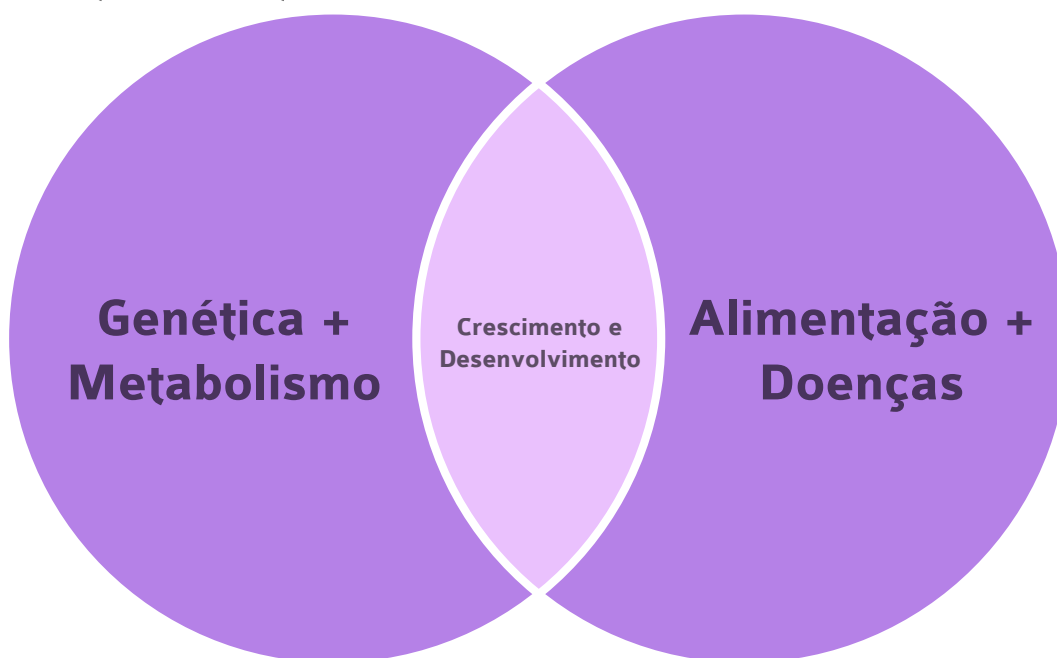 Genética +
Metabolismo
Crescimento e
Desenvolvimento
Alimentação +
Doenças